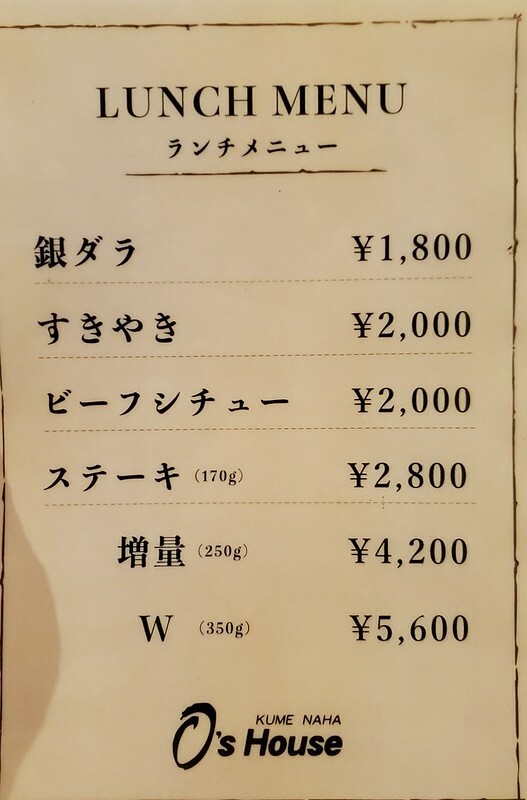 LUNCH MENU
ランチメニュー
銀ダラ ¥1,800
すきやき ¥2,000
ビーフシチュー ¥2,000
ステーキ (170g) ¥2,800
増量 (250g) ¥4,200
W (350g) ¥5,600
KUME NAHA
O's House